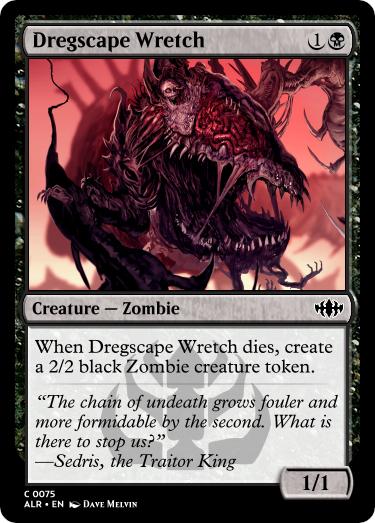 Dregscape Wretch 1
Creature — Zombie
When Dregscape Wretch dies, create
a 2/2 black Zombie creature token.
“The chain of undeath grows fouler and
more formidable by the second. What is
there to stop us?”
—Sedris, the Traitor King
1/1
C 0075
ALR • EN Dave Melvin